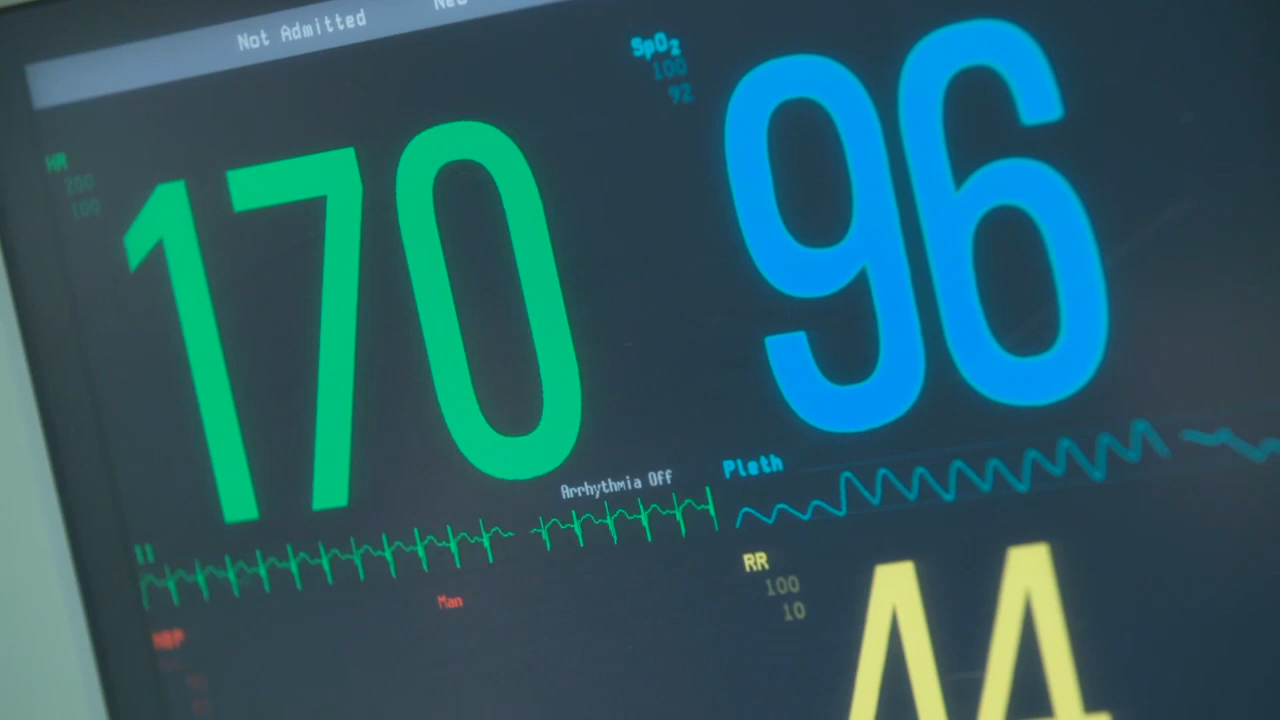 Not Admitted
HR
200
100
170
SpO₂
100
92
96
Arrhythmia Off
II
Pleth
Man
NBP
RR
100
10
44